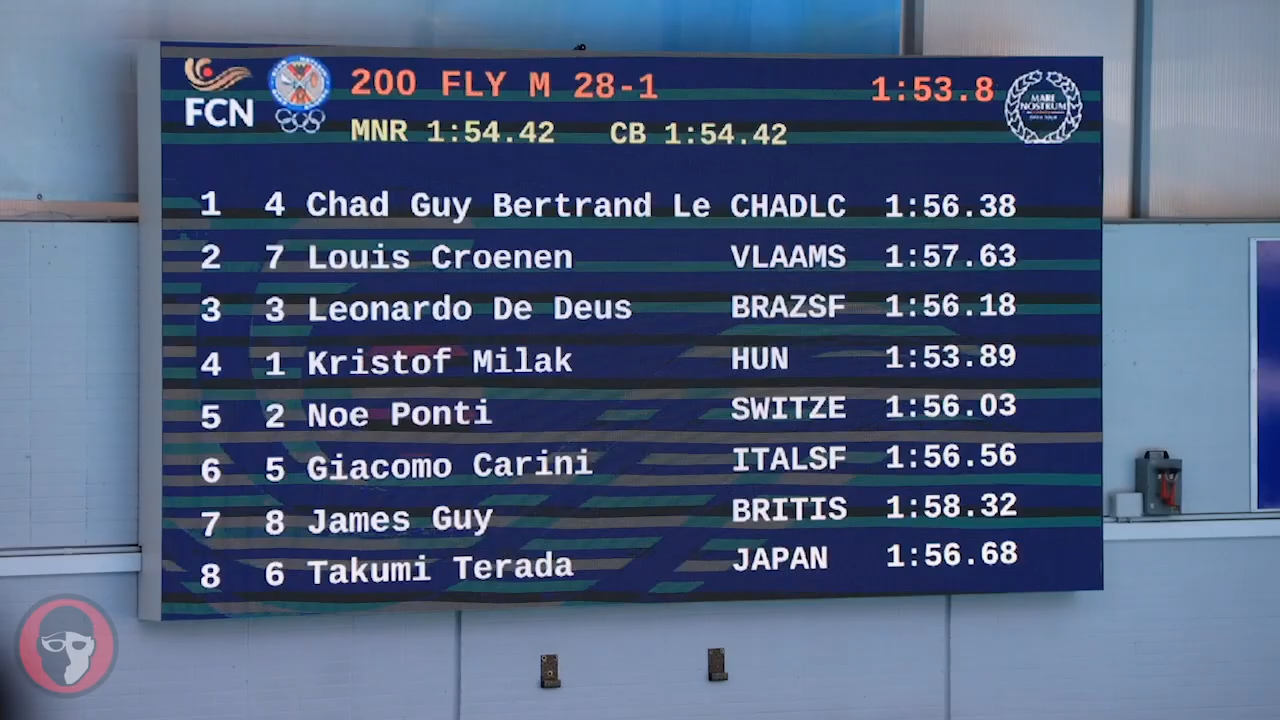 FCN
200 FLY M 28-1 1:53.8
MARE NOSTRUM
MNR 1:54.42 CB 1:54.42
1 4 Chad Guy Bertrand Le CHADLC 1:56.38
2 7 Louis Croenen VLAAMS 1:57.63
3 3 Leonardo De Deus BRAZSF 1:56.18
4 1 Kristof Milak HUN 1:53.89
5 2 Noe Ponti SWITZE 1:56.03
6 5 Giacomo Carini ITALSF 1:56.56
7 8 James Guy BRITIS 1:58.32
8 6 Takumi Terada JAPAN 1:56.68